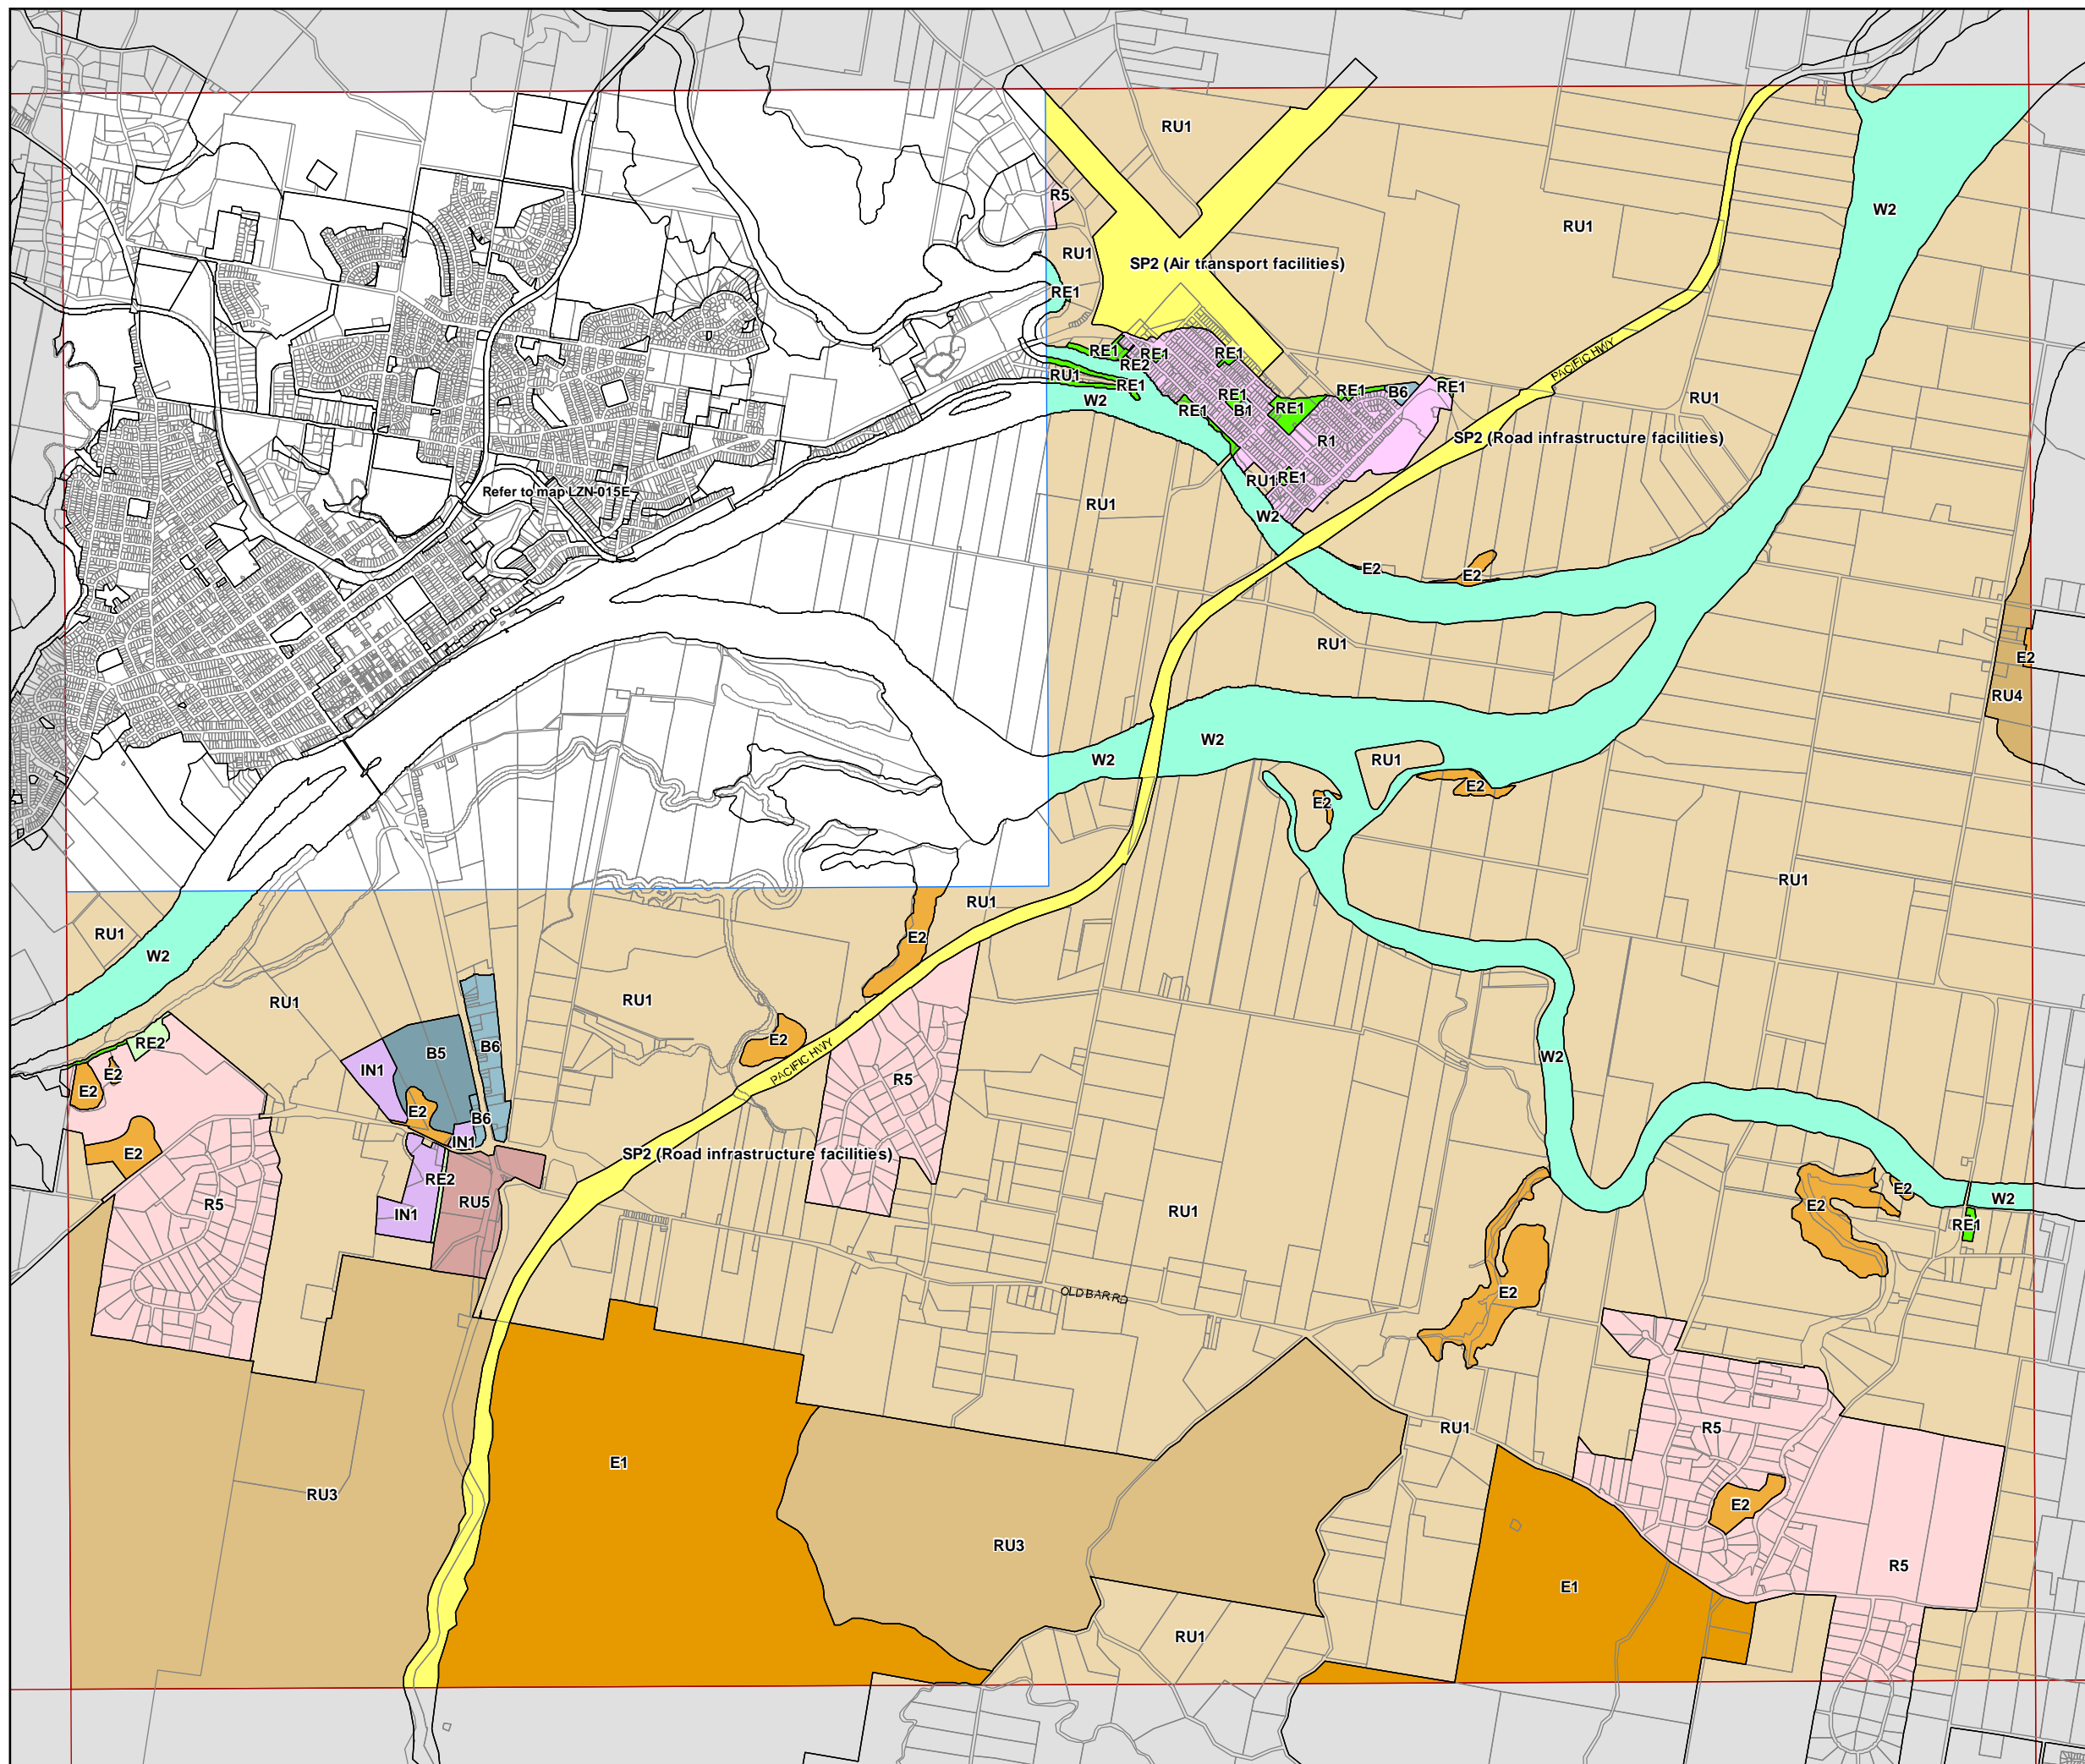 RU1
RU1
W2
R5
RU1
SP2 (Air transport facilities)
RE1
PACIFIC HWY
RE1
RE1
RE1
RE2
RU1
RE1
RE1
RE1
B6
W2
RE1
RE1
B1
RE1
RU1
R1
SP2 (Road infrastructure facilities)
RE1
RU1
Refer to map LZN-015E
RU1
W2
E2
E2
RU1
E2
RU4
W2
W2
RU1
E2
E2
RU1
RU1
RU1
E2
W2
RU1
RU1
E2
B5
B6
RE2
PACIFIC HWY
W2
IN1
E2
E2
R5
E2
B6
IN1
E2
SP2 (Road infrastructure facilities)
RE2
R5
RU5
IN1
RU1
E2
E2
W2
RE1
E2
OLD BAR RD
RU1
R5
E1
RU3
E2
RU3
R5
E1
RU1